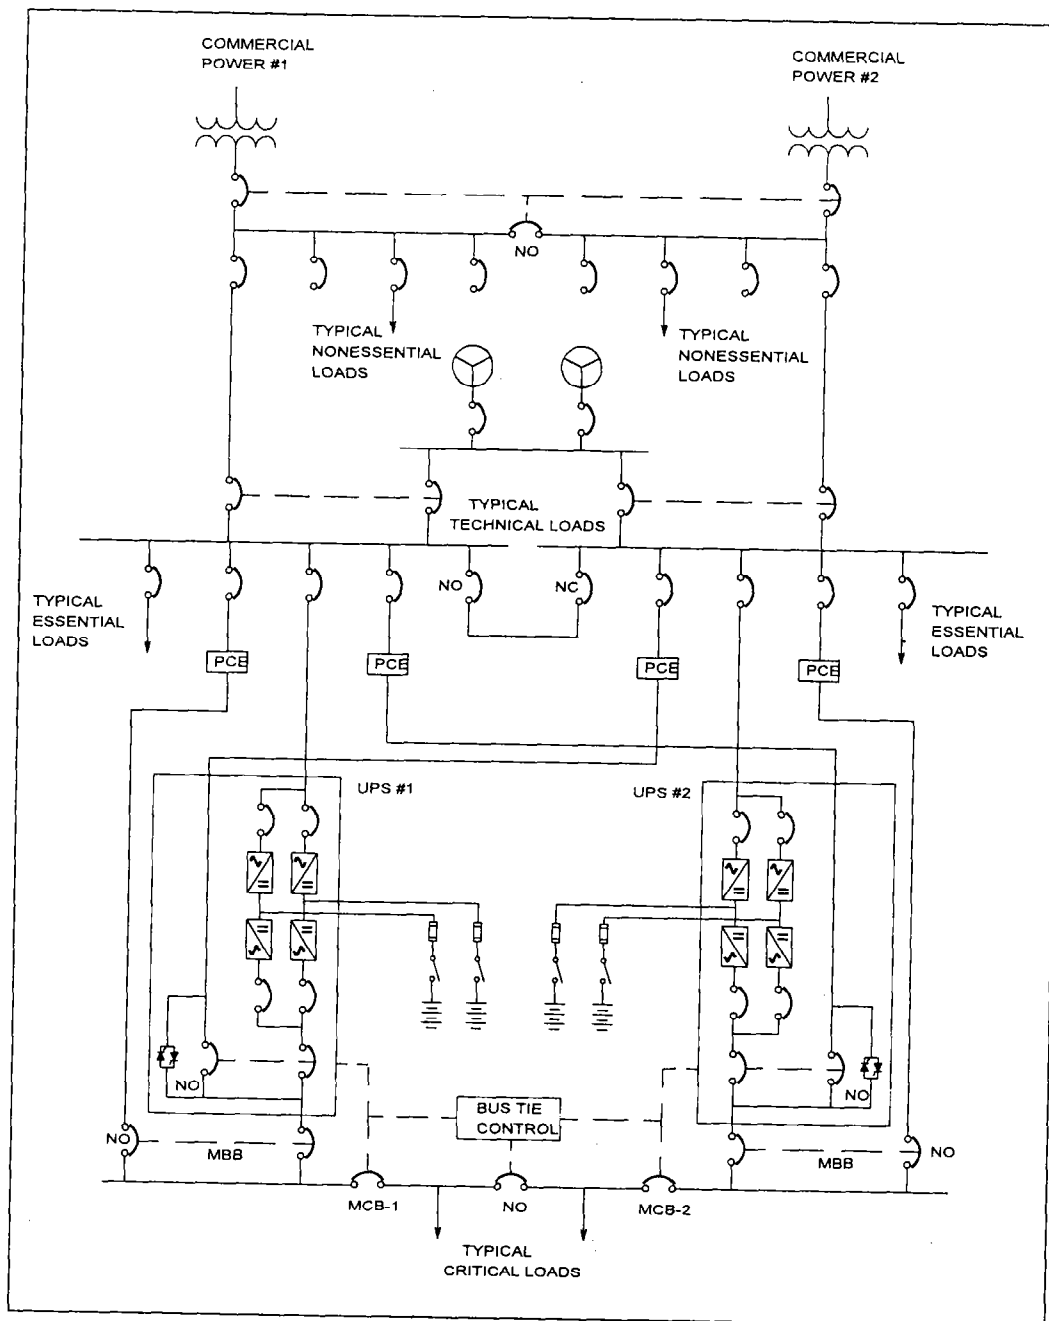 COMMERCIAL
POWER #1
COMMERCIAL
POWER #2
NO
TYPICAL
NONESSENTIAL
LOADS
TYPICAL
NONESSENTIAL
LOADS
TYPICAL
TECHNICAL LOADS
NO
NC
TYPICAL
ESSENTIAL
LOADS
TYPICAL
ESSENTIAL
LOADS
PCE
PCE
PCE
PCE
UPS #1
UPS #2
NO
NO
BUS TIE
CONTROL
NO
MBB
MBB
NO
MCB-1
NO
MCB-2
TYPICAL
CRITICAL LOADS